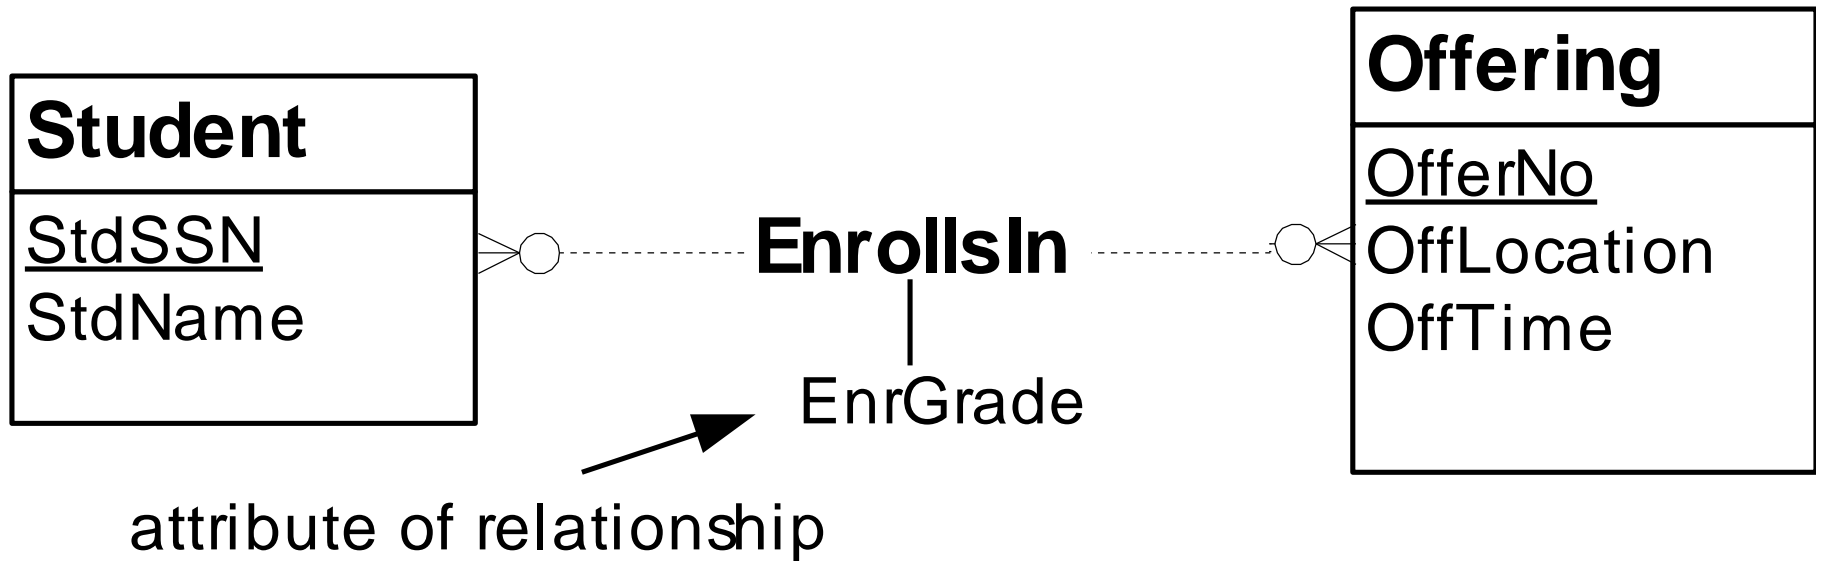 Student
StdSSN
StdName
EnrollsIn
EnrGrade
attribute of relationship
Offering
OfferNo
OffLocation
OffTime